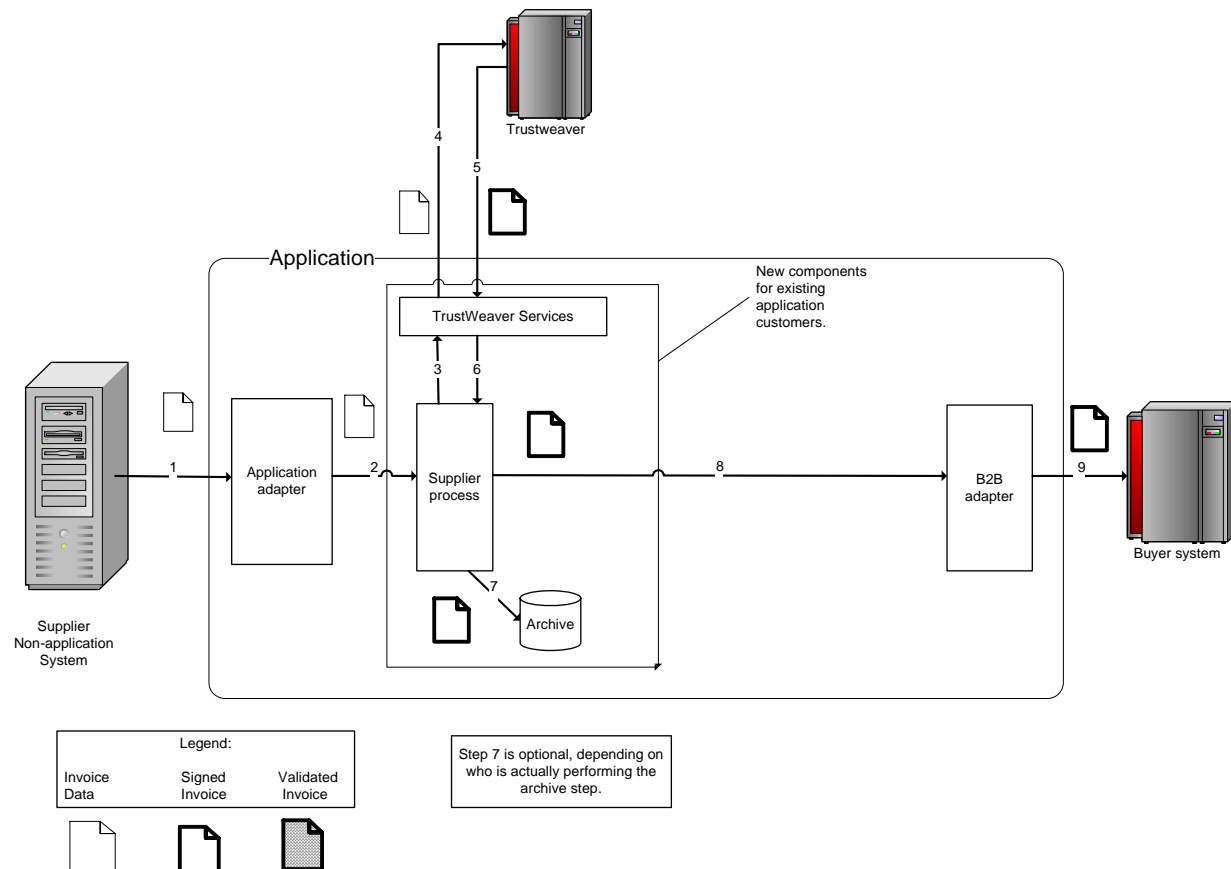 Trustweaver
4
5
Application
New components
for existing
application
customers.
TrustWeaver Services
3
6
1
Application
adapter
2
Supplier
process
8
B2B
adapter
9
Buyer system
7
Archive
Supplier
Non-application
System
Legend:
Invoice
Data
Signed
Invoice
Validated
Invoice
Step 7 is optional, depending on
who is actually performing the
archive step.